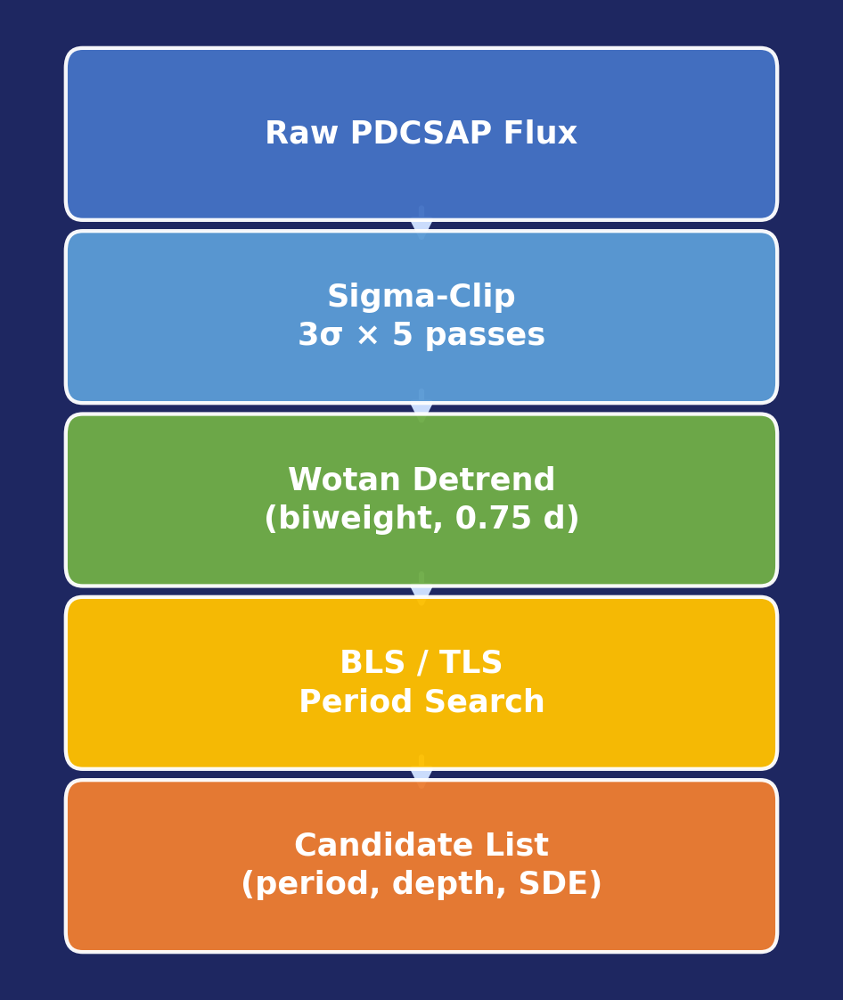 Raw PDCSAP Flux
Sigma-Clip
3σ × 5 passes
Wotan Detrend
(biweight, 0.75 d)
BLS / TLS
Period Search
Candidate List
(period, depth, SDE)